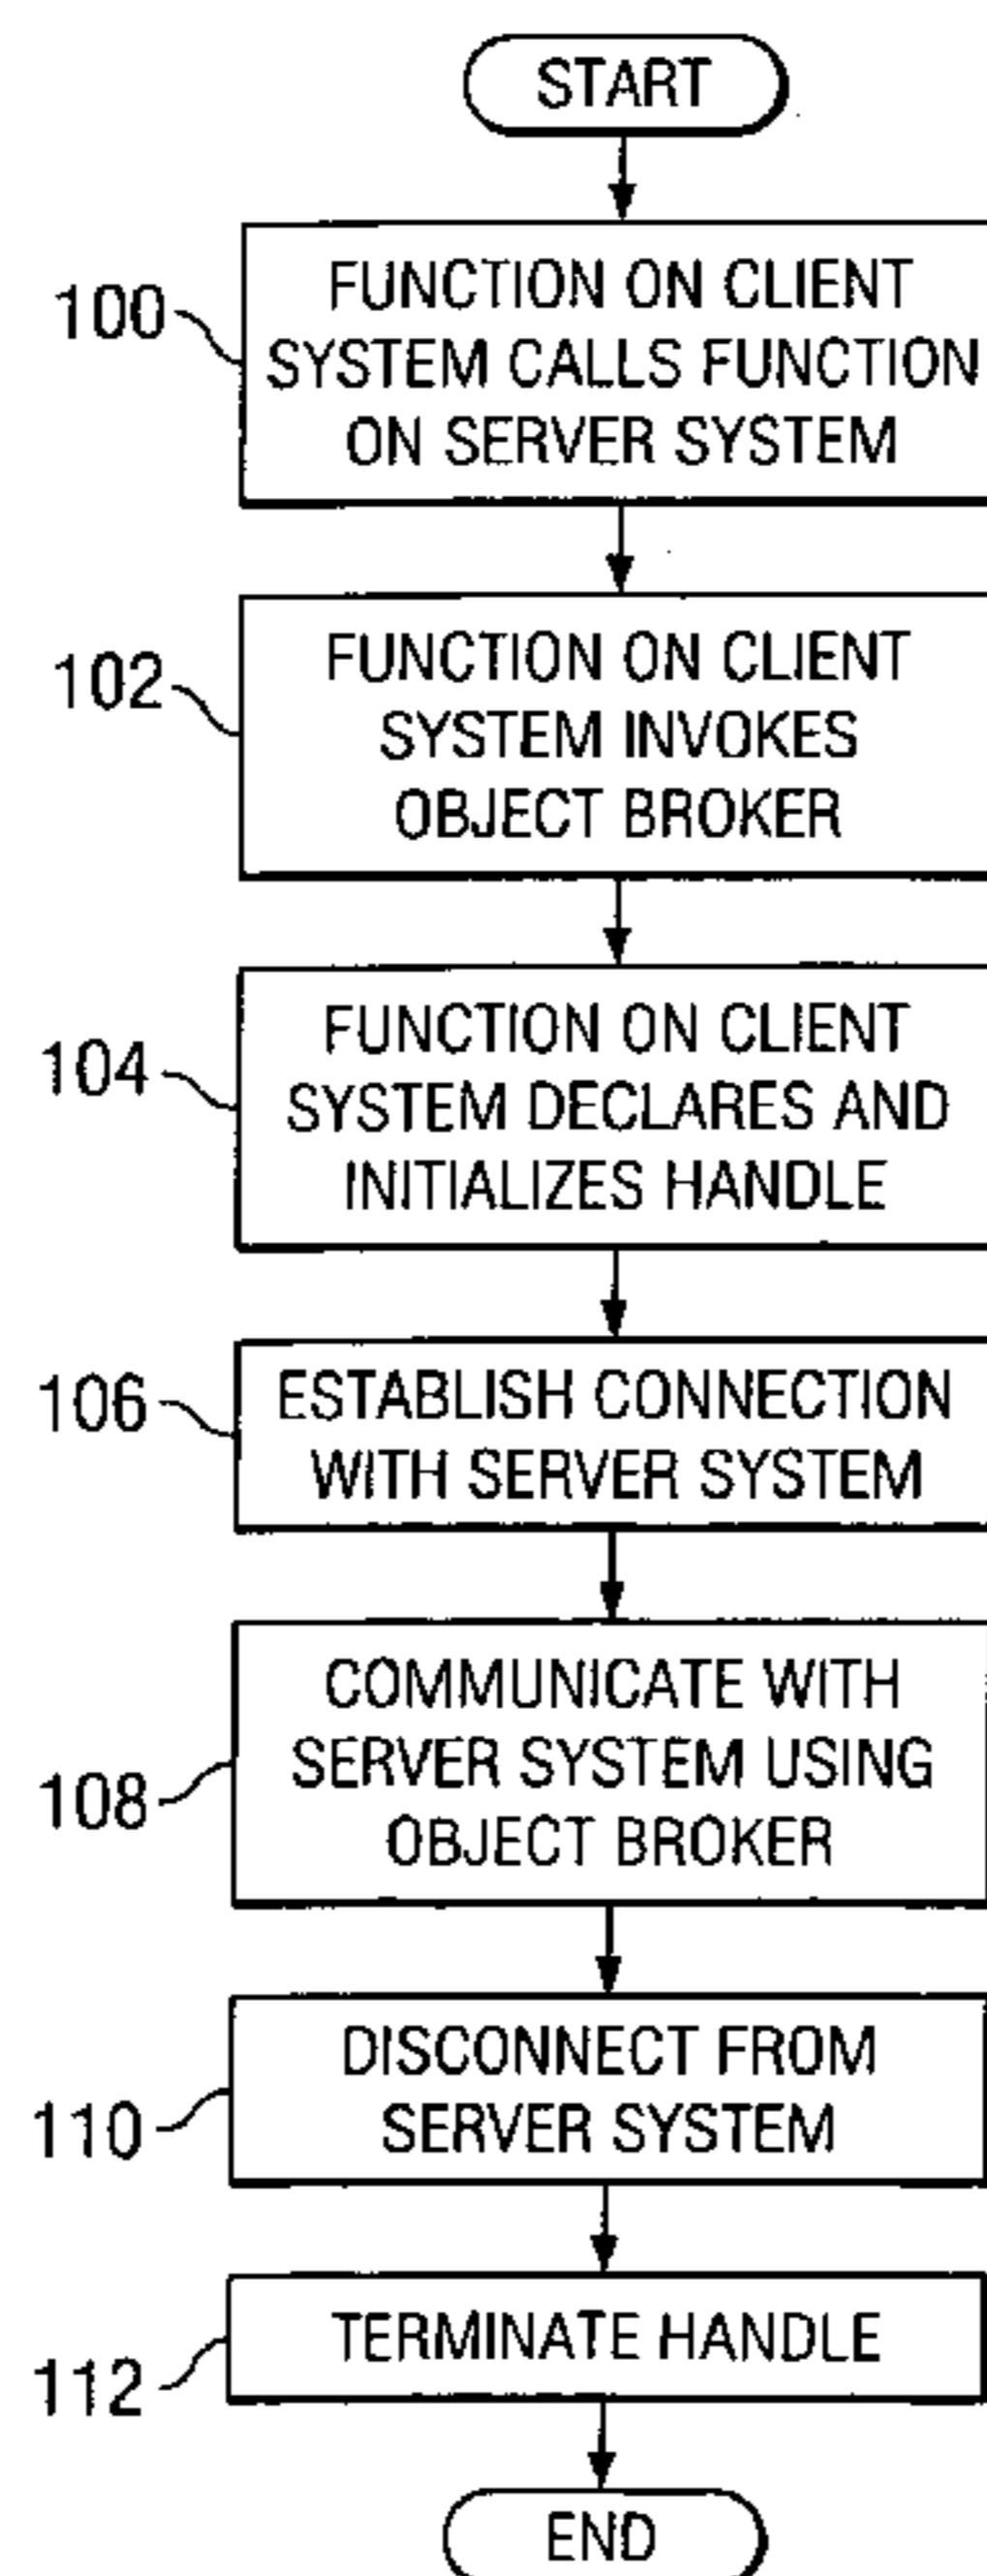 START
100
FUNCTION ON CLIENT
SYSTEM CALLS FUNCTION
ON SERVER SYSTEM
102
FUNCTION ON CLIENT
SYSTEM INVOKES
OBJECT BROKER
104
FUNCTION ON CLIENT
SYSTEM DECLARES AND
INITIALIZES HANDLE
106
ESTABLISH CONNECTION
WITH SERVER SYSTEM
108
COMMUNICATE WITH
SERVER SYSTEM USING
OBJECT BROKER
110
DISCONNECT FROM
SERVER SYSTEM
112
TERMINATE HANDLE
END